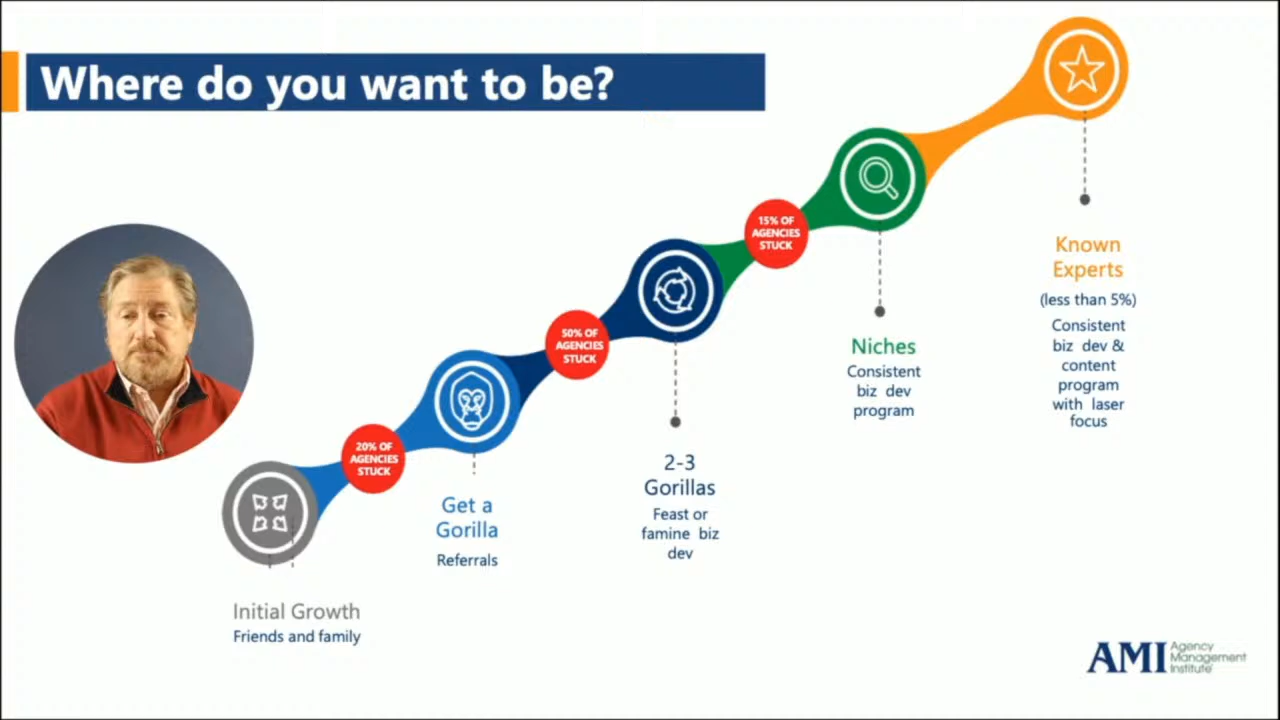 Where do you want to be?
15% OF
AGENCIES
STUCK
Known
Experts
(less than 5%)
Consistent
biz dev &
content
program
with laser
focus
50% OF
AGENCIES
STUCK
Niches
Consistent
biz dev
program
20% OF
AGENCIES
STUCK
2-3
Gorillas
Feast or
famine biz
dev
Get a
Gorilla
Referrals
Initial Growth
Friends and family
AMI
Agency
Management
Institute